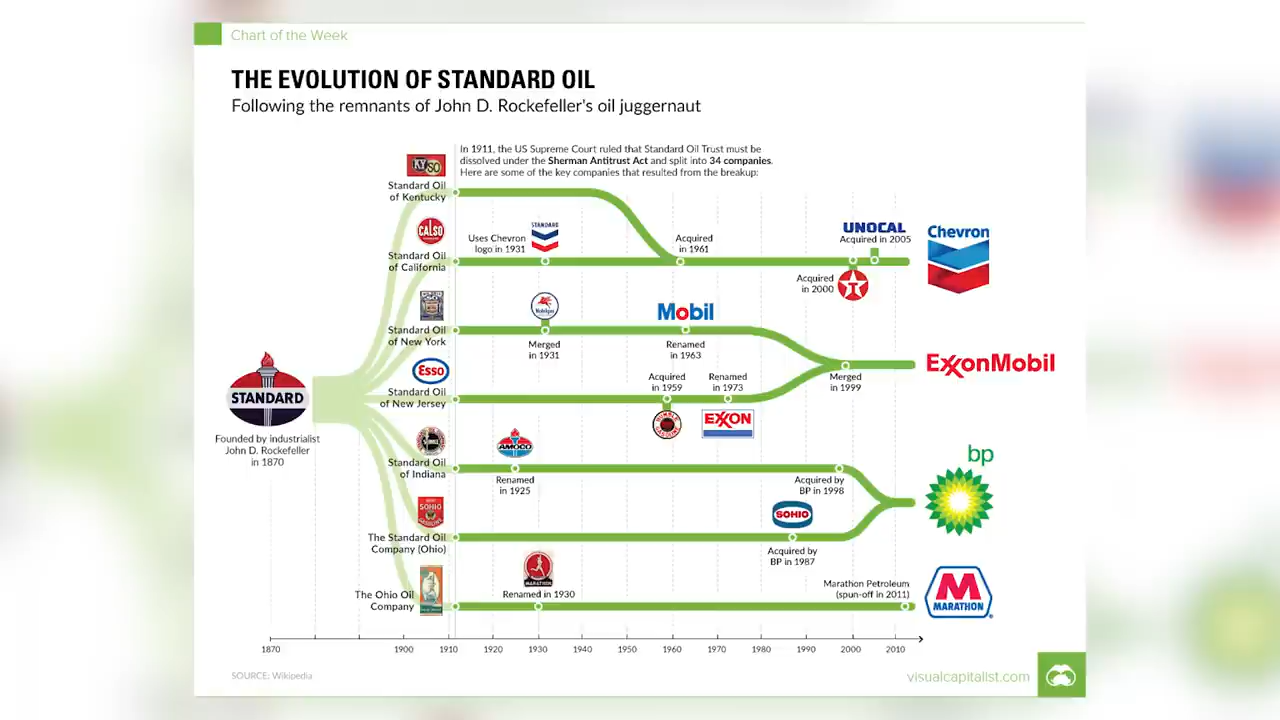 Chart of the Week
THE EVOLUTION OF STANDARD OIL
Following the remnants of John D. Rockefeller's oil juggernaut
In 1911, the US Supreme Court ruled that Standard Oil Trust must be
dissolved under the Sherman Antitrust Act and split into 34 companies.
Here are some of the key companies that resulted from the breakup:
KYSO
Standard Oil
of Kentucky
CALSO
Standard Oil
of California
Uses Chevron
logo in 1931
STANDARD
Acquired
in 1961
UNOCAL
Acquired in 2005
Acquired
in 2000
Chevron
Standard Oil
of New York
Mobilgas
Merged
in 1931
Mobil
Renamed
in 1963
Esso
Standard Oil
of New Jersey
Acquired
in 1959
HUMBLE
GASOLINE
Renamed
in 1973
EXXON
Merged
in 1999
ExxonMobil
STANDARD
Founded by industrialist
John D. Rockefeller
in 1870
Standard Oil
of Indiana
AMOCO
Renamed
in 1925
Acquired by
BP in 1998
bp
SOHIO
GASOLINE
The Standard Oil
Company (Ohio)
SOHIO
Acquired by
BP in 1987
The Ohio Oil
Company
MARATHON
Renamed in 1930
Marathon Petroleum
(spun-off in 2011)
M
MARATHON
1870
1900
1910
1920
1930
1940
1950
1960
1970
1980
1990
2000
2010
SOURCE: Wikipedia
visualcapitalist.com